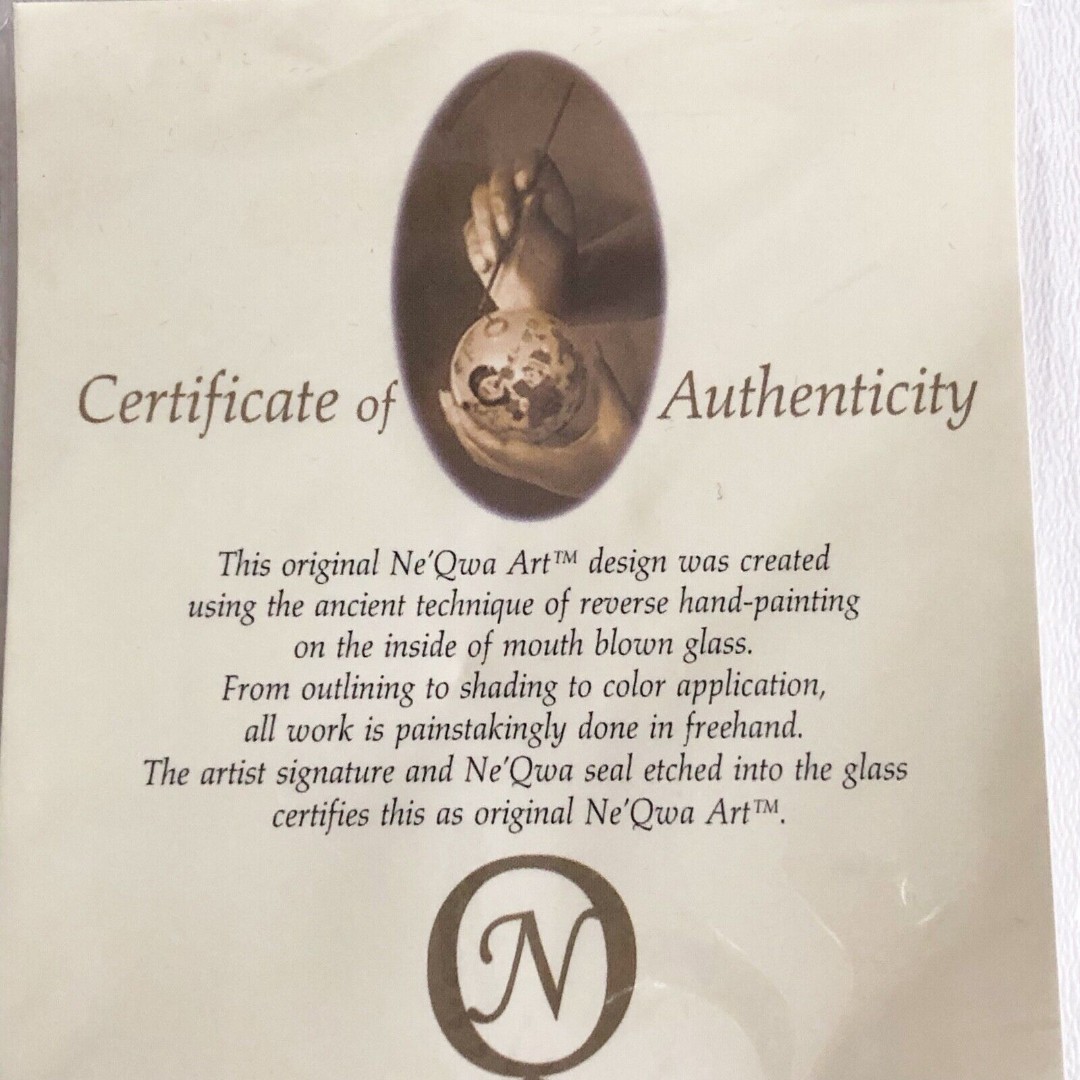 Certificate of Authenticity
This original Ne'Qwa Art™ design was created
using the ancient technique of reverse hand-painting
on the inside of mouth blown glass.
From outlining to shading to color application,
all work is painstakingly done in freehand.
The artist signature and Ne'Qwa seal etched into the glass
certifies this as original Ne'Qwa Art™.
NQ